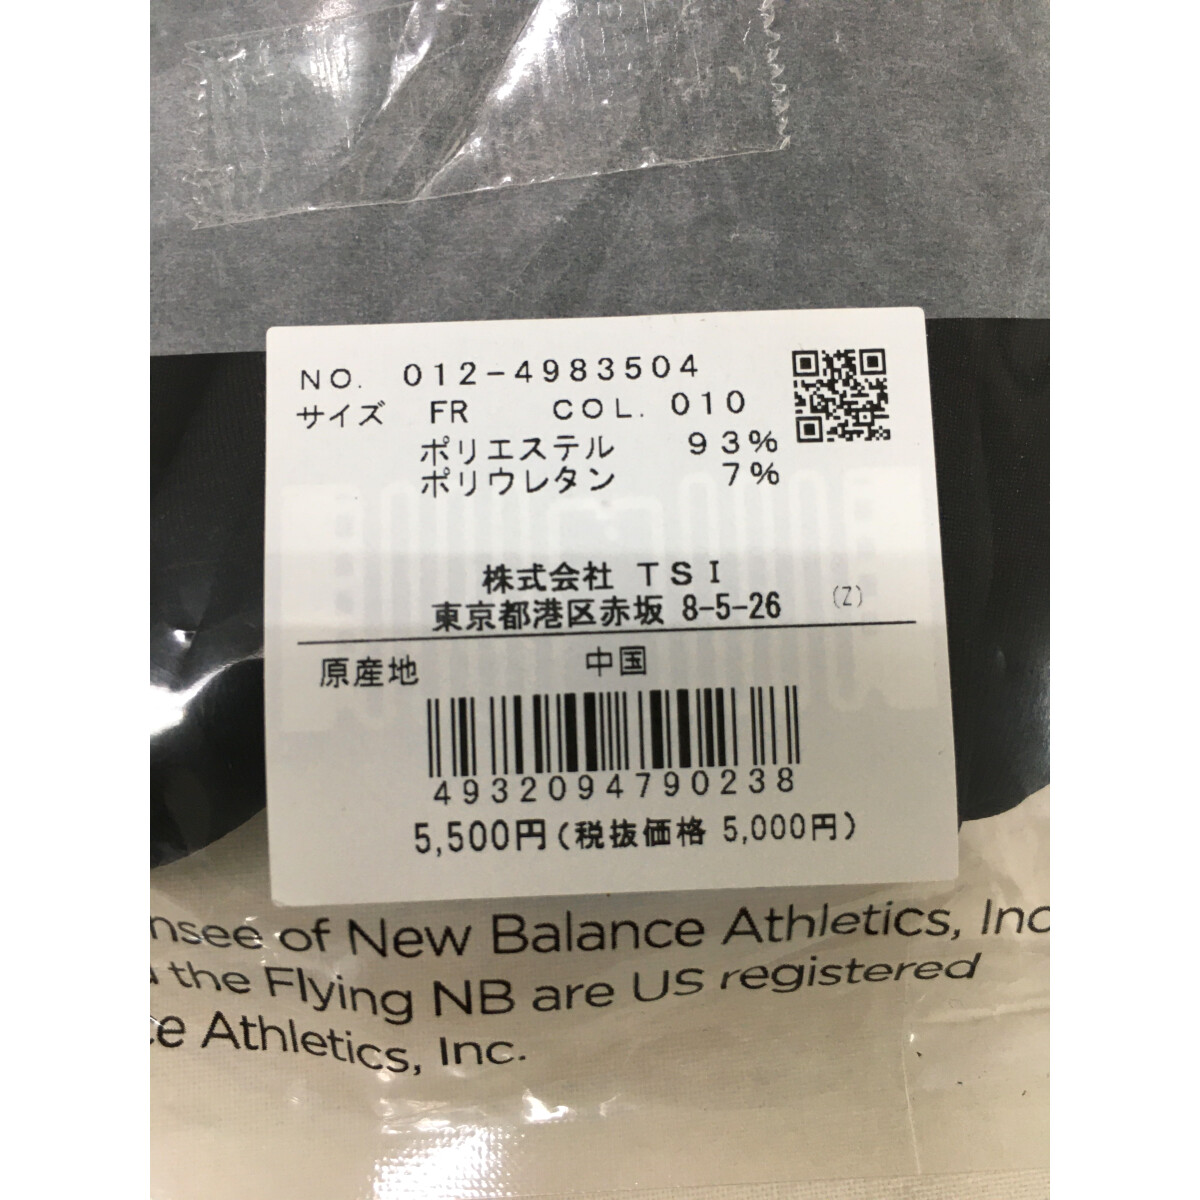 NO. 012-4983504
サイズ FR COL. 010
ポリエステル 93%
ポリウレタン 7%
株式会社 TSI
東京都港区赤坂 8-5-26 (Z)
原産地 中国
4932094790238
5,500円(税抜価格 5,000円)
nsee of New Balance Athletics, Inc
the Flying NB are US registered
ce Athletics, Inc.